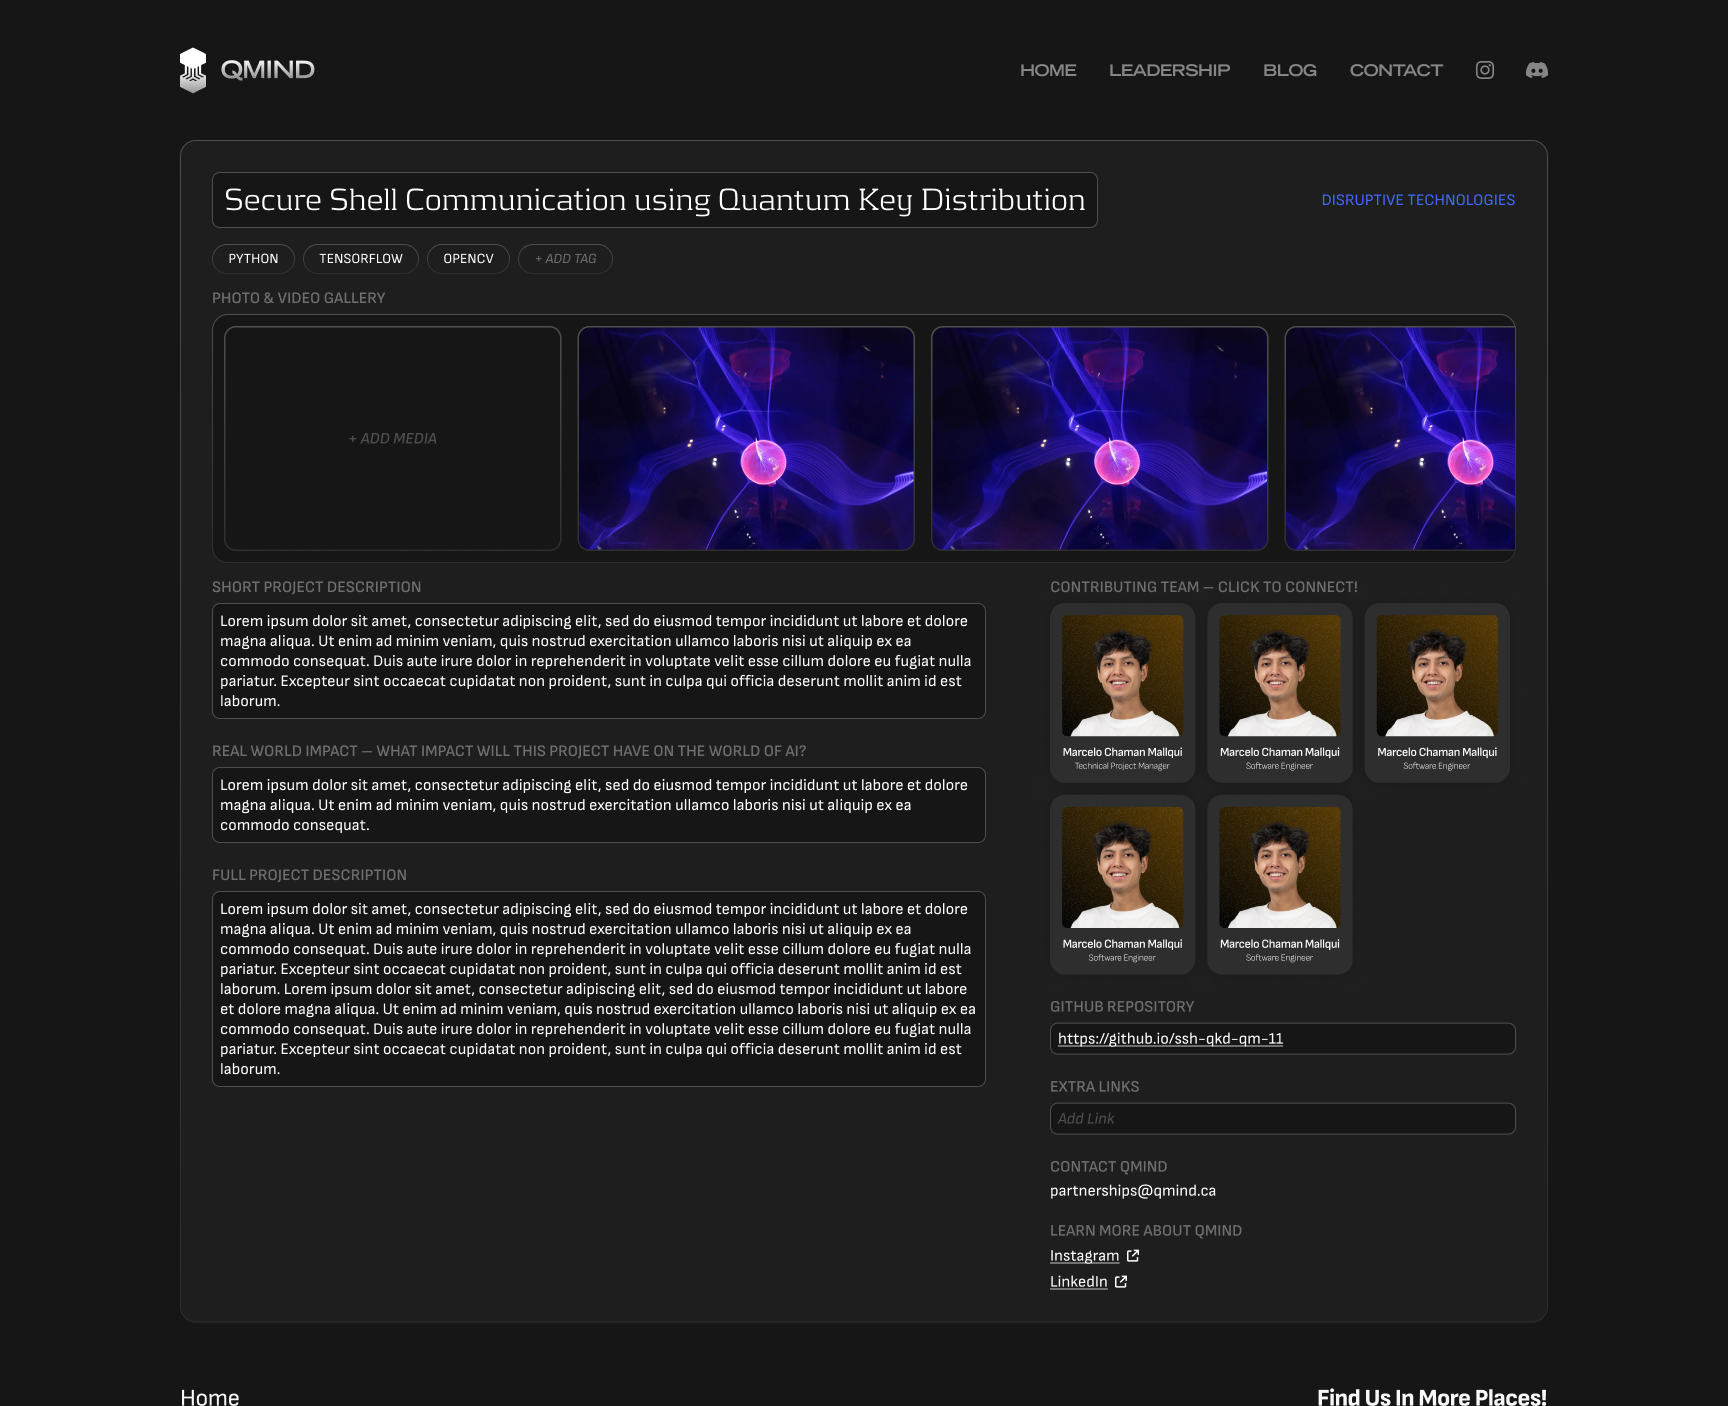 QMIND
HOME LEADERSHIP BLOG CONTACT
Secure Shell Communication using Quantum Key Distribution
DISRUPTIVE TECHNOLOGIES
PYTHON TENSORFLOW OPENCV + ADD TAG
PHOTO & VIDEO GALLERY
+ ADD MEDIA
SHORT PROJECT DESCRIPTION
Lorem ipsum dolor sit amet, consectetur adipiscing elit, sed do eiusmod tempor incididunt ut labore et dolore
magna aliqua. Ut enim ad minim veniam, quis nostrud exercitation ullamco laboris nisi ut aliquip ex ea
commodo consequat. Duis aute irure dolor in reprehenderit in voluptate velit esse cillum dolore eu fugiat nulla
pariatur. Excepteur sint occaecat cupidatat non proident, sunt in culpa qui officia deserunt mollit anim id est
laborum.
REAL WORLD IMPACT – WHAT IMPACT WILL THIS PROJECT HAVE ON THE WORLD OF AI?
Lorem ipsum dolor sit amet, consectetur adipiscing elit, sed do eiusmod tempor incididunt ut labore et dolore
magna aliqua. Ut enim ad minim veniam, quis nostrud exercitation ullamco laboris nisi ut aliquip ex ea
commodo consequat.
FULL PROJECT DESCRIPTION
Lorem ipsum dolor sit amet, consectetur adipiscing elit, sed do eiusmod tempor incididunt ut labore et dolore
magna aliqua. Ut enim ad minim veniam, quis nostrud exercitation ullamco laboris nisi ut aliquip ex ea
commodo consequat. Duis aute irure dolor in reprehenderit in voluptate velit esse cillum dolore eu fugiat nulla
pariatur. Excepteur sint occaecat cupidatat non proident, sunt in culpa qui officia deserunt mollit anim id est
laborum. Lorem ipsum dolor sit amet, consectetur adipiscing elit, sed do eiusmod tempor incididunt ut labore
et dolore magna aliqua. Ut enim ad minim veniam, quis nostrud exercitation ullamco laboris nisi ut aliquip ex ea
commodo consequat. Duis aute irure dolor in reprehenderit in voluptate velit esse cillum dolore eu fugiat nulla
pariatur. Excepteur sint occaecat cupidatat non proident, sunt in culpa qui officia deserunt mollit anim id est
laborum.
CONTRIBUTING TEAM – CLICK TO CONNECT!
Marcelo Chaman Mallqui
Technical Project Manager
Marcelo Chaman Mallqui
Software Engineer
Marcelo Chaman Mallqui
Software Engineer
Marcelo Chaman Mallqui
Software Engineer
Marcelo Chaman Mallqui
Software Engineer
GITHUB REPOSITORY
https://github.io/ssh-qkd-qm-11
EXTRA LINKS
Add Link
CONTACT QMIND
partnerships@qmind.ca
LEARN MORE ABOUT QMIND
Instagram
LinkedIn
Home
Find Us In More Places!